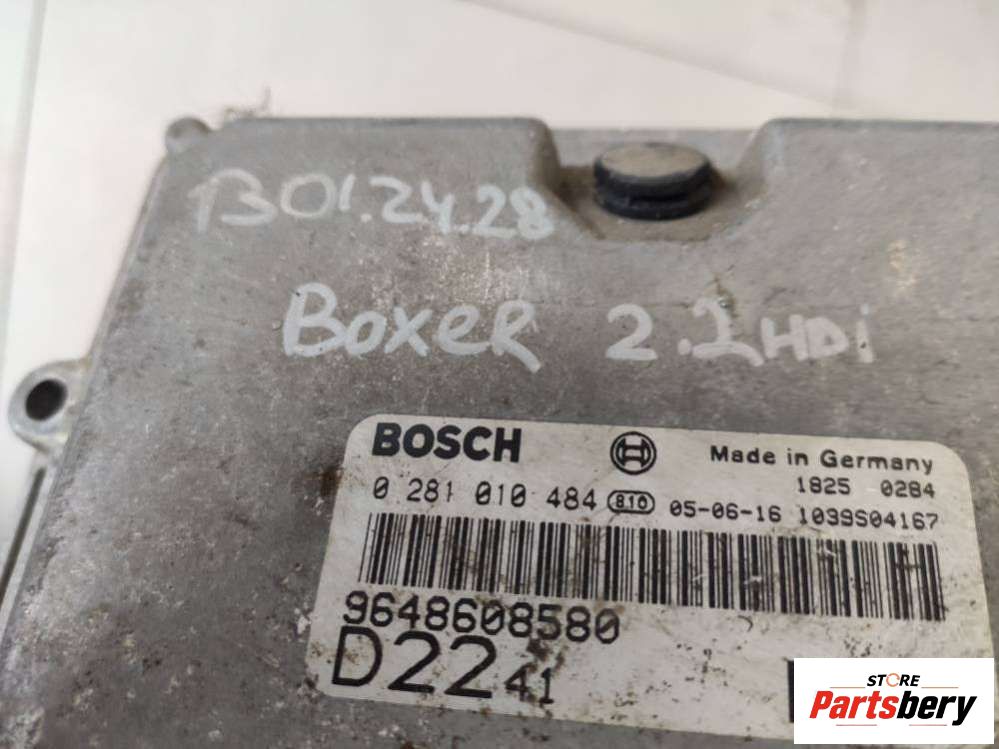 B01.24.28
BoxeR 2.2HDi
BOSCH
Made in Germany
1825 0284
0 281 010 484 810 05-06-16 1039S04167
9648608580
D22 41
STORE
Partsbery